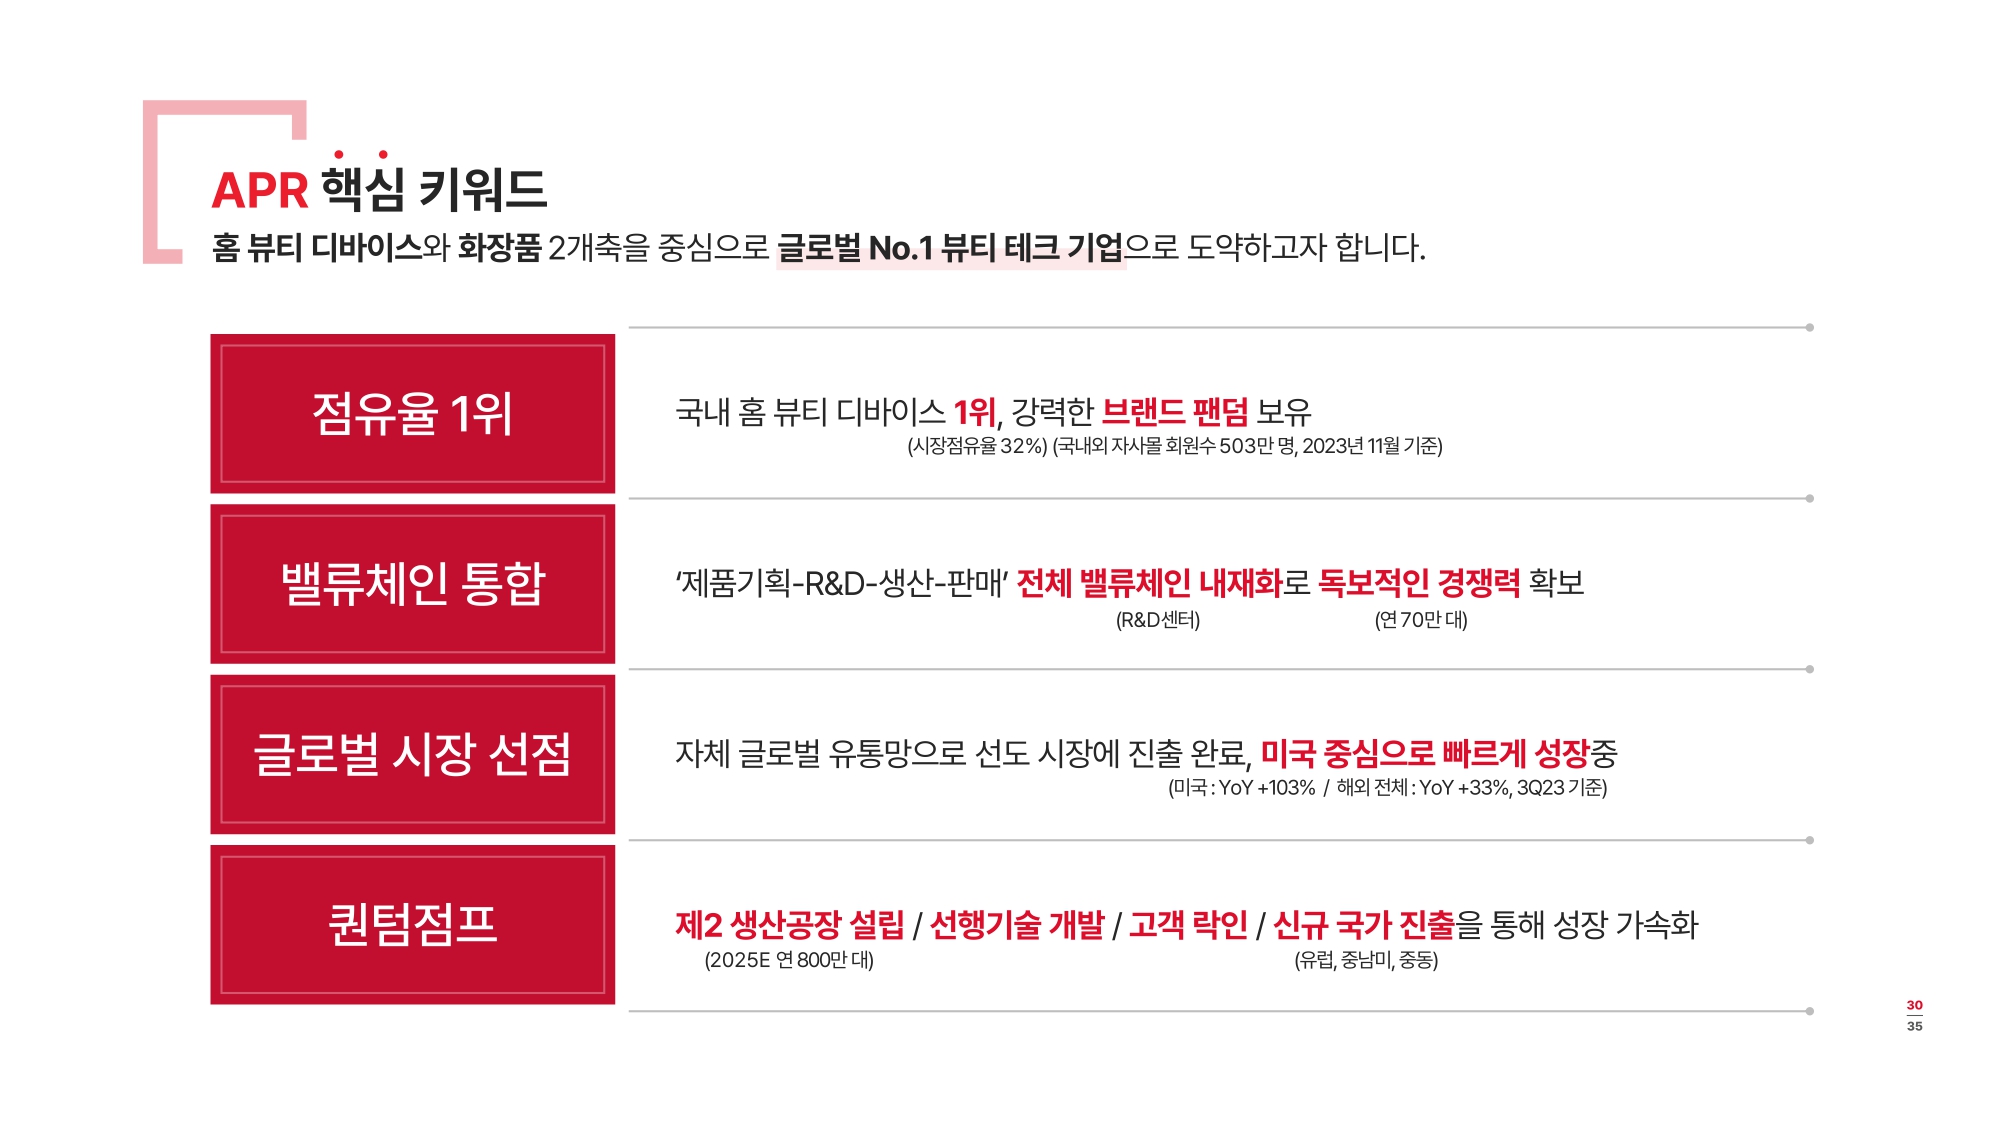 APR 핵심 키워드
홈 뷰티 디바이스와 화장품 2개축을 중심으로 글로벌 No.1 뷰티 테크 기업으로 도약하고자 합니다.
점유율 1위
국내 홈 뷰티 디바이스 1위, 강력한 브랜드 팬덤 보유
(시장점유율 32%) (국내외 자사몰 회원수 503만 명, 2023년 11월 기준)
밸류체인 통합
‘제품기획-R&D-생산-판매’ 전체 밸류체인 내재화로 독보적인 경쟁력 확보
(R&D센터) (연 70만 대)
글로벌 시장 선점
자체 글로벌 유통망으로 선도 시장에 진출 완료, 미국 중심으로 빠르게 성장중
(미국 : YoY +103% / 해외 전체 : YoY +33%, 3Q23 기준)
퀀텀점프
제2 생산공장 설립 / 선행기술 개발 / 고객 락인 / 신규 국가 진출을 통해 성장 가속화
(2025E 연 800만 대) (유럽, 중남미, 중동)
30
35